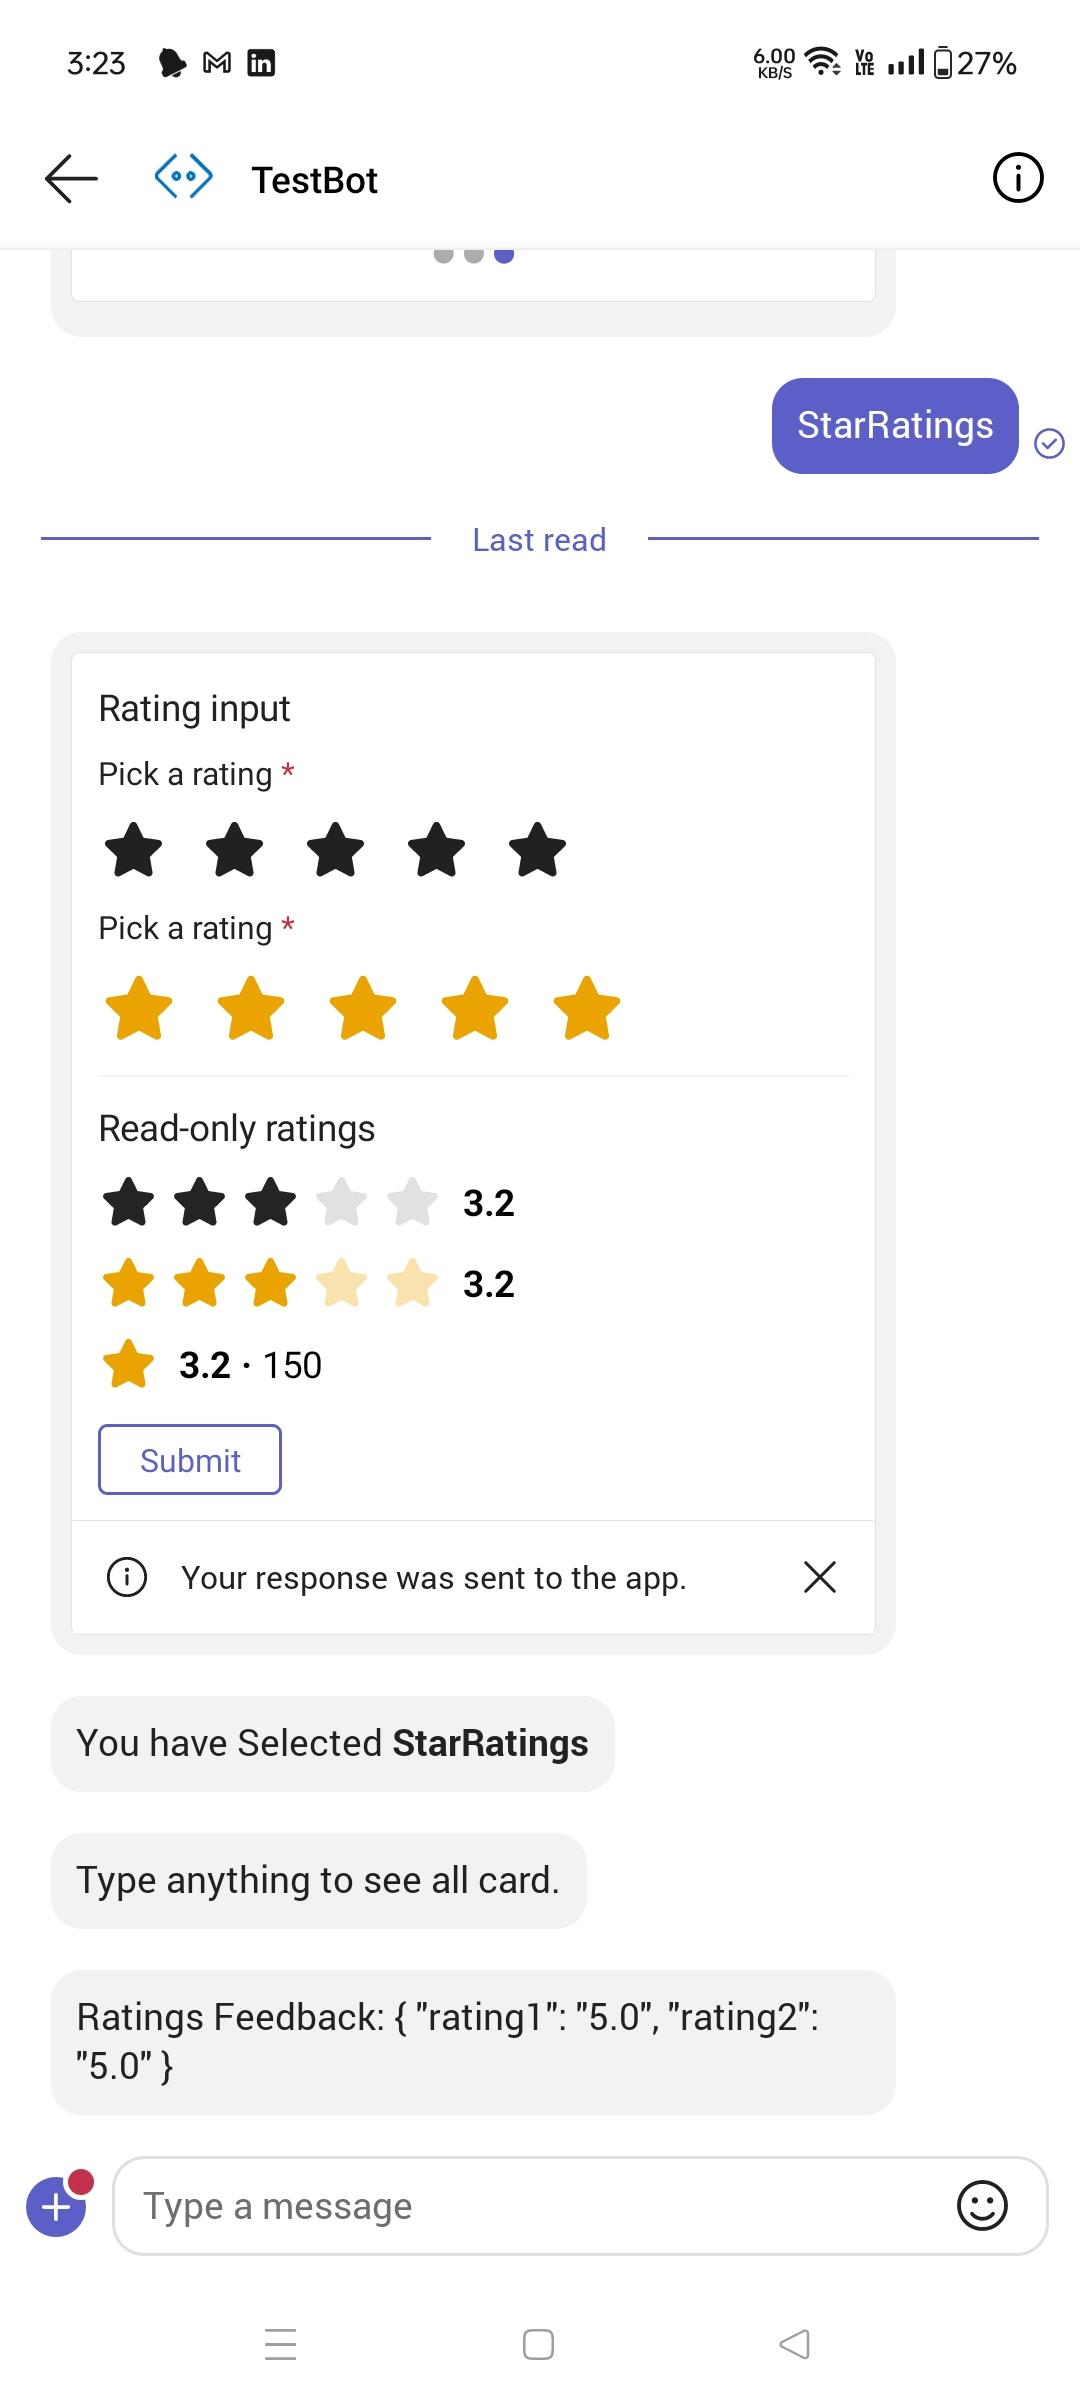 3:23
6.00
KB/S
Vo
LTE
27%
TestBot
StarRatings
Last read
Rating input
Pick a rating *
Pick a rating *
Read-only ratings
3.2
3.2
3.2 · 150
Submit
Your response was sent to the app.
You have Selected StarRatings
Type anything to see all card.
Ratings Feedback: { "rating1": "5.0", "rating2":
"5.0" }
Type a message